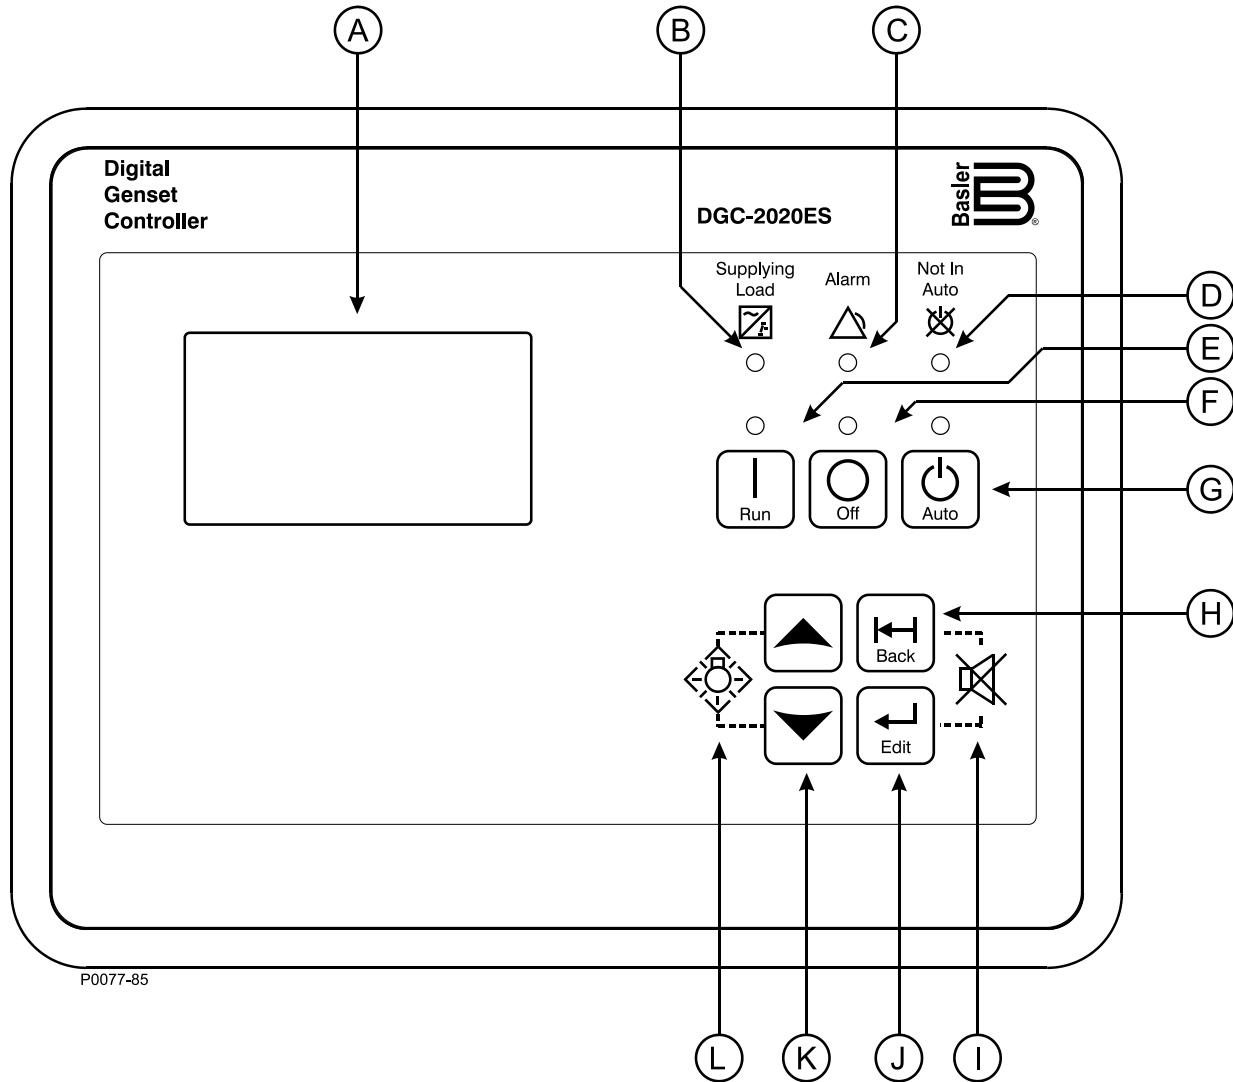 A
B
C
Digital
Genset
Controller
DGC-2020ES
Basler
B
®
Supplying
Load
Alarm
Not In
Auto
D
E
F
Run
Off
Auto
G
H
Back
Edit
P0077-85
L
K
J
I